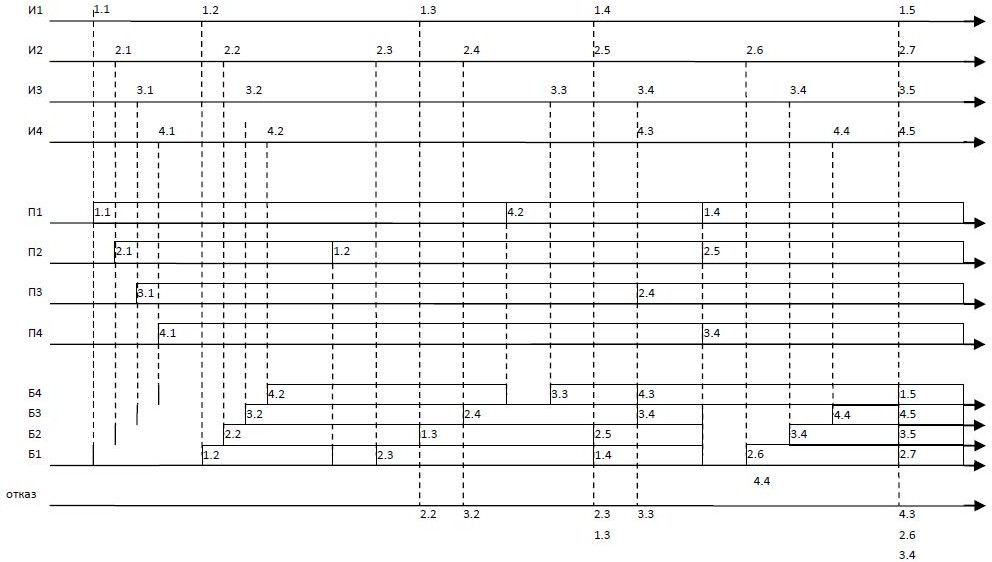 И1 1.1 1.2 1.3 1.4 1.5
И2 2.1 2.2 2.3 2.4 2.5 2.6 2.7
И3 3.1 3.2 3.3 3.4 3.4 3.5
И4 4.1 4.2 4.3 4.4 4.5
П1 1.1 4.2 1.4
П2 2.1 1.2 2.5
П3 3.1 2.4
П4 4.1 3.4
Б4 4.2 3.3 4.3 1.5
Б3 3.2 2.4 3.4 4.4 4.5
Б2 2.2 1.3 2.5 3.4 3.5
Б1 1.2 2.3 1.4 2.6 2.7
4.4
отказ
2.2 3.2 2.3 3.3 4.3
1.3 2.6
3.4